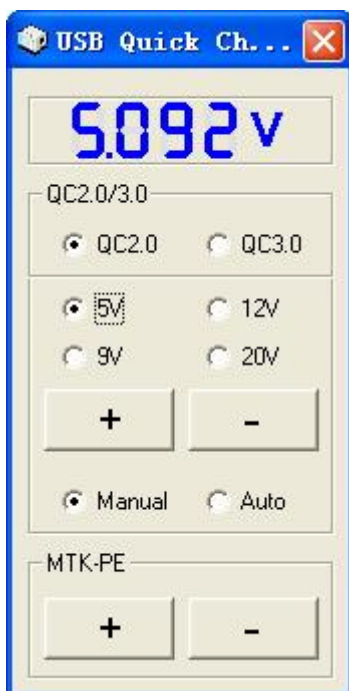 USB Quick Ch...
5.092V
QC2.0/3.0
QC2.0 QC3.0
5V 12V
9V 20V
+ -
Manual Auto
MTK-PE
+ -